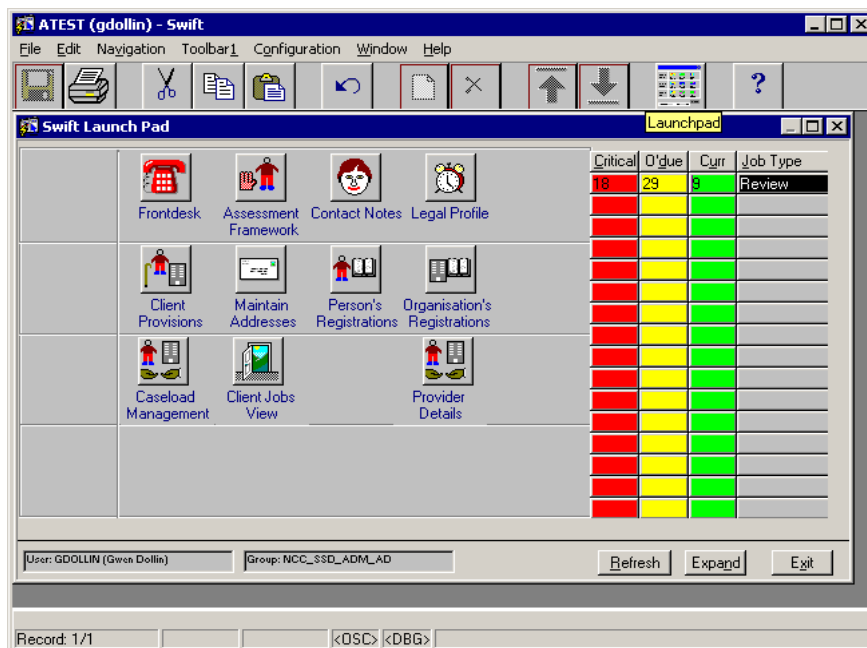 ATEST (gdollin) - Swift
File Edit Navigation Toolbar1 Configuration Window Help
?
Launchpad
Swift Launch Pad
Critical O'due Curr Job Type
18 29 9 Review
Frontdesk Assessment Framework Contact Notes Legal Profile
Client Provisions Maintain Addresses Person's Registrations Organisation's Registrations
Caseload Management Client Jobs View Provider Details
User: GDOLLIN (Gwen Dollin) Group: NCC_SSD_ADM_AD
Refresh Expand Exit
Record: 1/1 <OSC> <DBG>